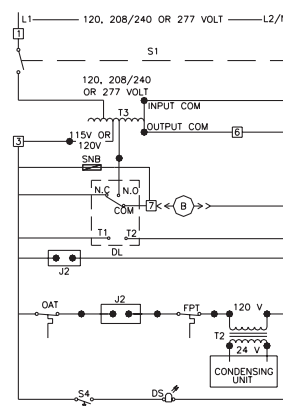 L1 120, 208/240 OR 277 VOLT L2/N
1
S1
120, 208/240
OR 277 VOLT
T3
INPUT COM
OUTPUT COM 6
115V OR
120V
3
SNB
N.C N.O
COM
7 B
T1 T2
DL
J2
OAT J2 FPT 120 V
T2
24 V
CONDENSING
UNIT
S4 DS